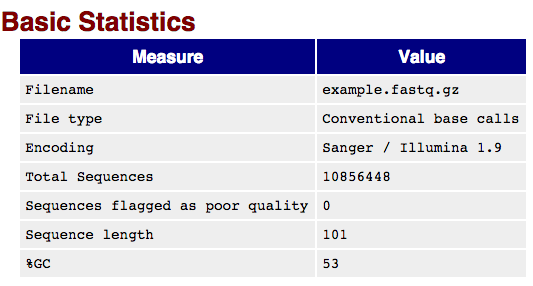 Basic Statistics
Measure Value
Filename example.fastq.gz
File type Conventional base calls
Encoding Sanger / Illumina 1.9
Total Sequences 10856448
Sequences flagged as poor quality 0
Sequence length 101
%GC 53